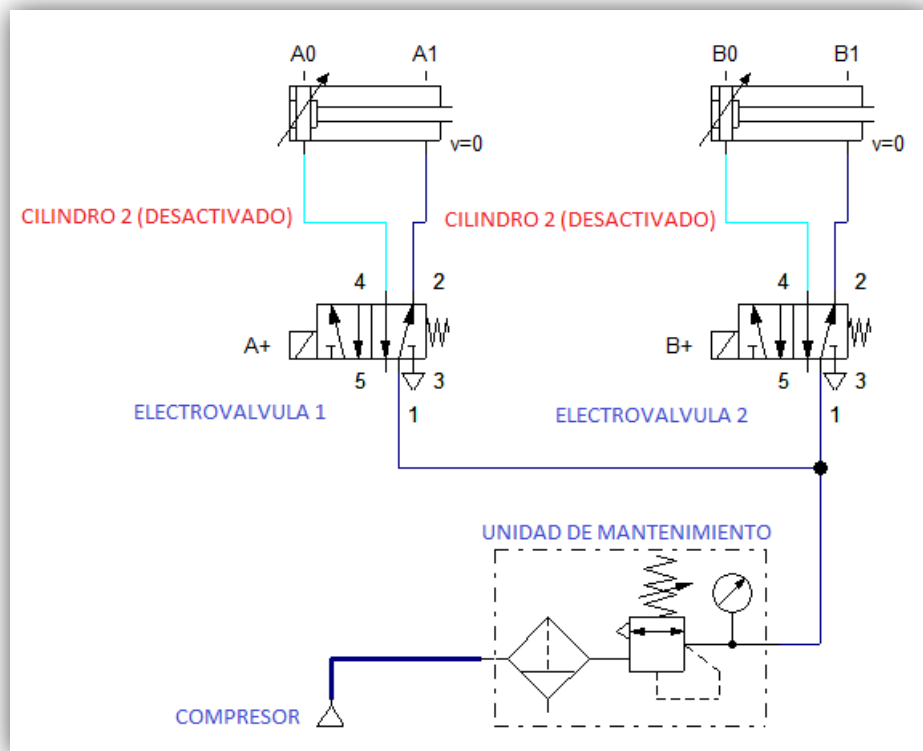 A0 A1 B0 B1
v=0 v=0
CILINDRO 2 (DESACTIVADO) CILINDRO 2 (DESACTIVADO)
4 2 4 2
A+ B+
5 3 5 3
ELECTROVALVULA 1 1 ELECTROVALVULA 2 1
UNIDAD DE MANTENIMIENTO
COMPRESOR